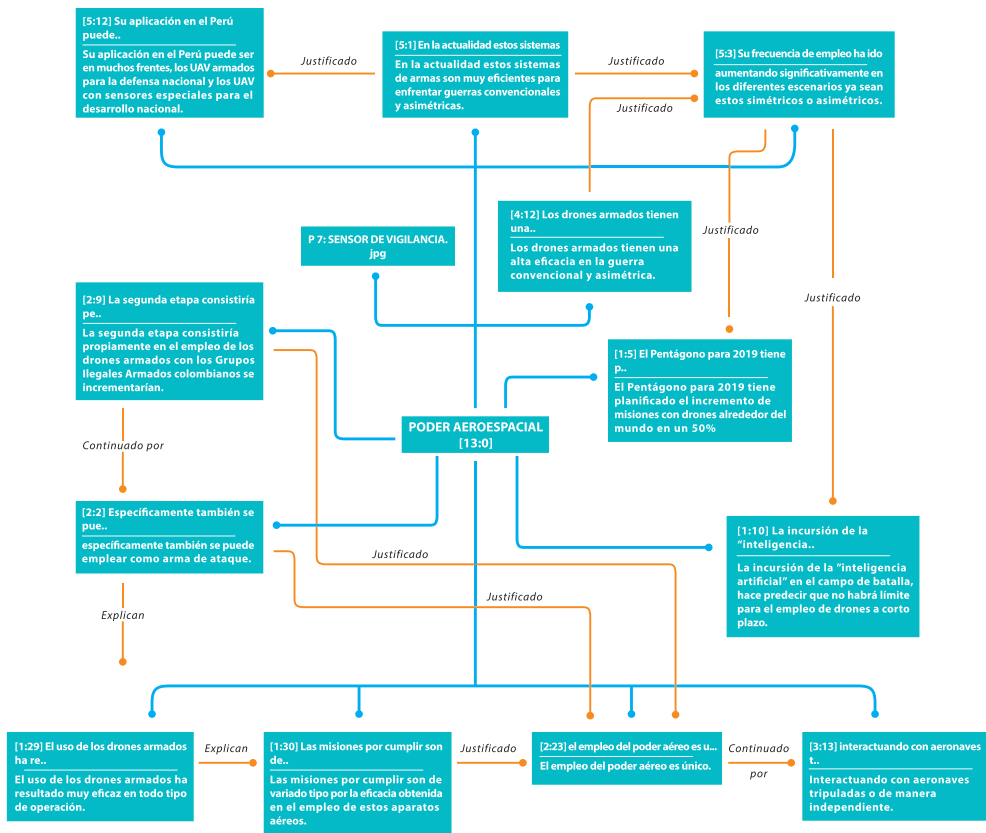 [5:12] Su aplicación en el Perú
puede..
Su aplicación en el Perú puede ser
en muchos frentes, los UAV armados
para la defensa nacional y los UAV
con sensores especiales para el
desarrollo nacional.
Justificado
[5:1] En la actualidad estos sistemas
En la actualidad estos sistemas
de armas son muy eficientes para
enfrentar guerras convencionales
y asimétricas.
Justificado
Justificado
[5:3] Su frecuencia de empleo ha ido
aumentando significativamente en
los diferentes escenarios ya sean
estos simétricos o asimétricos.
[4:12] Los drones armados tienen
una..
Los drones armados tienen una
alta eficacia en la guerra
convencional y asimétrica.
Justificado
P 7: SENSOR DE VIGILANCIA.
jpg
[2:9] La segunda etapa consistiría
pe..
La segunda etapa consistiría
propiamente en el empleo de los
drones armados con los Grupos
Ilegales Armados colombianos se
incrementarían.
Justificado
[1:5] El Pentágono para 2019 tiene
p..
El Pentágono para 2019 tiene
planificado el incremento de
misiones con drones alrededor del
mundo en un 50%
PODER AEROESPACIAL
[13:0]
Continuado por
[2:2] Específicamente también se
pue..
específicamente también se puede
emplear como arma de ataque.
Justificado
Justificado
[1:10] La incursión de la
“inteligencia..
La incursión de la “inteligencia
artificial” en el campo de batalla,
hace predecir que no habrá límite
para el empleo de drones a corto
plazo.
Explican
[1:29] El uso de los drones armados
ha re..
El uso de los drones armados ha
resultado muy eficaz en todo tipo
de operación.
Explican
[1:30] Las misiones por cumplir son
de..
Las misiones por cumplir son de
variado tipo por la eficacia obtenida
en el empleo de estos aparatos
aéreos.
Justificado
[2:23] el empleo del poder aéreo es u...
El empleo del poder aéreo es único.
Continuado
por
[3:13] interactuando con aeronaves
t..
Interactuando con aeronaves
tripuladas o de manera
independiente.